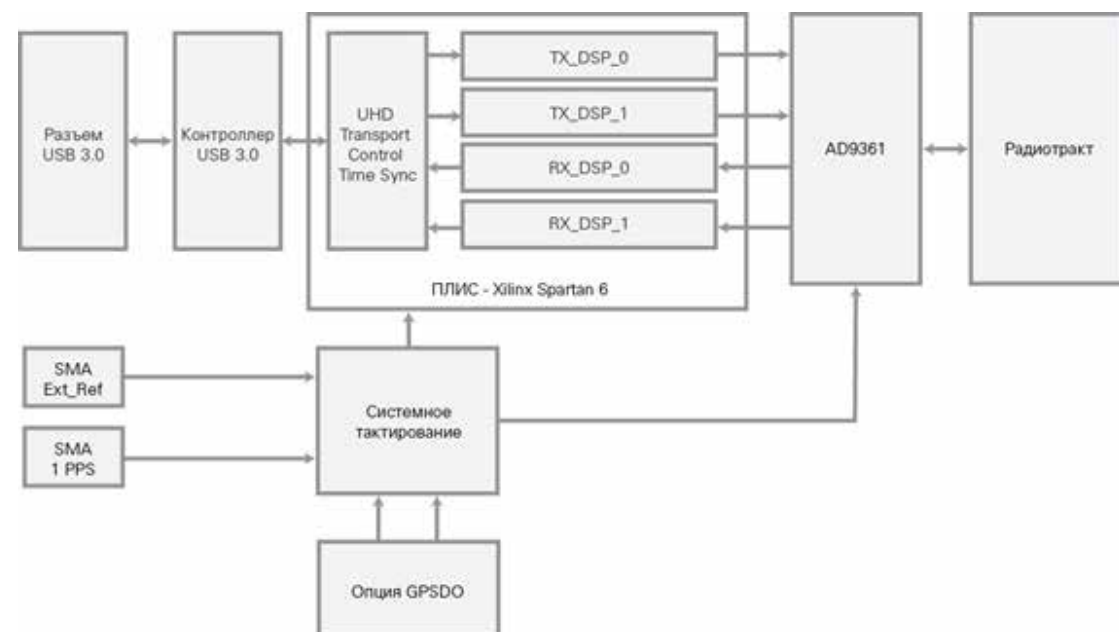 Разъем
USB 3.0
Контроллер
USB 3.0
UHD
Transport
Control
Time Sync
TX_DSP_0
TX_DSP_1
RX_DSP_0
RX_DSP_1
ПЛИС - Xilinx Spartan 6
AD9361
Радиотракт
SMA
Ext_Ref
SMA
1 PPS
Системное
тактирование
Опция GPSDO